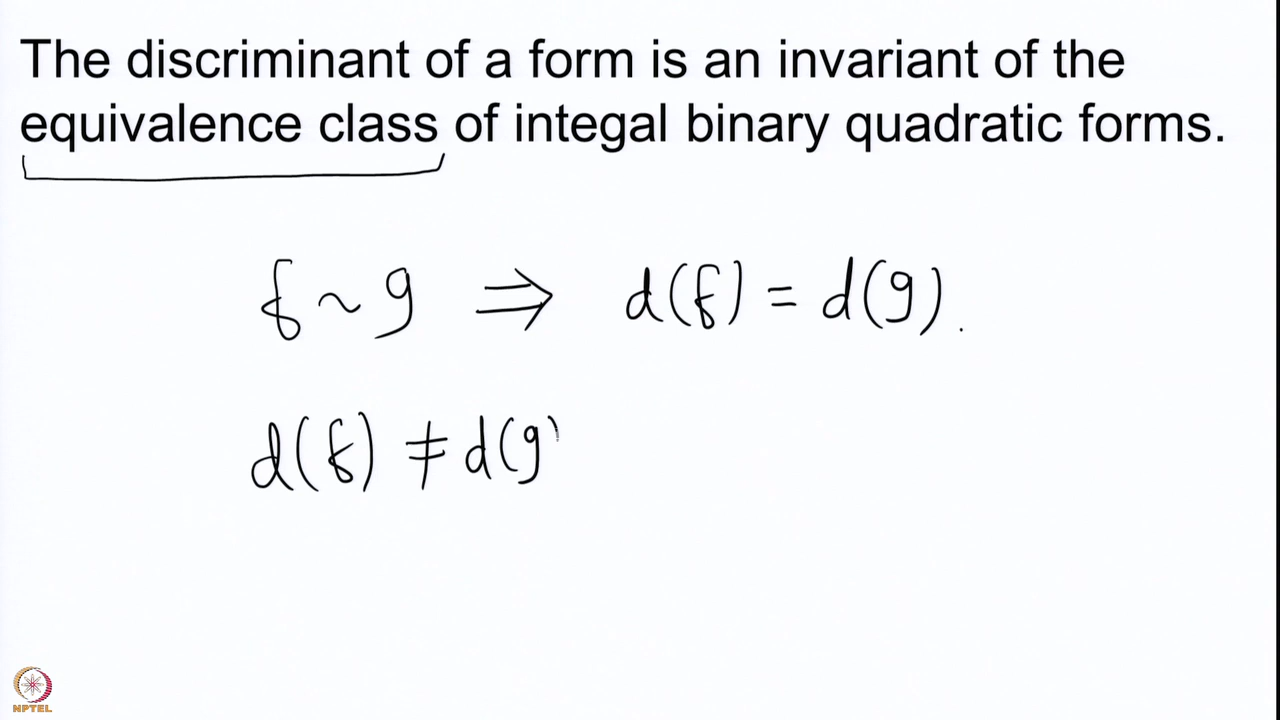 The discriminant of a form is an invariant of the
equivalence class of integal binary quadratic forms.
f ~ g ⇒ d(f) = d(g).
d(f) ≠ d(g)
NPTEL